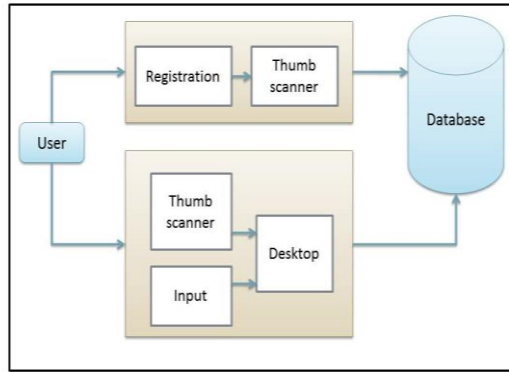 Registration
Thumb
scanner
Database
User
Thumb
scanner
Desktop
Input